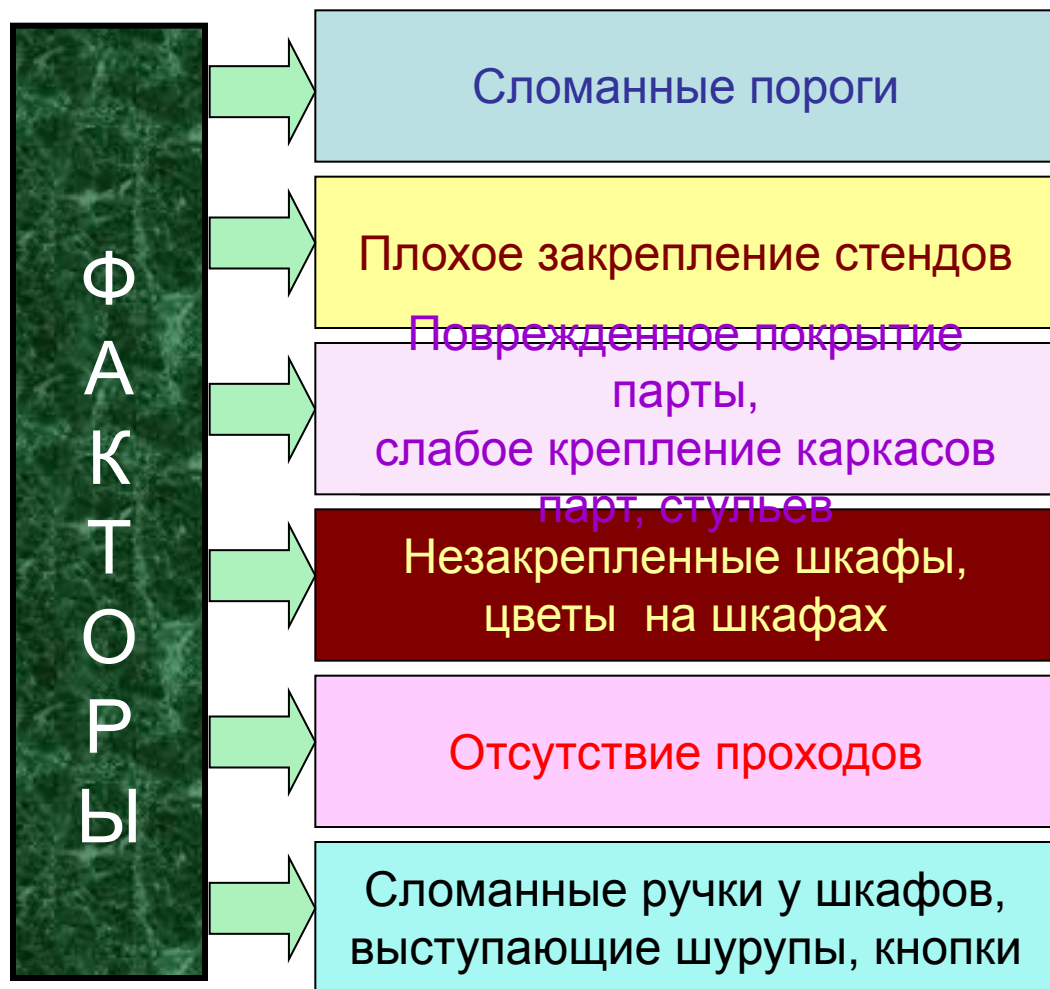 ФАКТОРЫ
Сломанные пороги
Плохое закрепление стендов
Поврежденное покрытие
парты,
слабое крепление каркасов
парт, стульев
Незакрепленные шкафы,
цветы на шкафах
Отсутствие проходов
Сломанные ручки у шкафов,
выступающие шурупы, кнопки